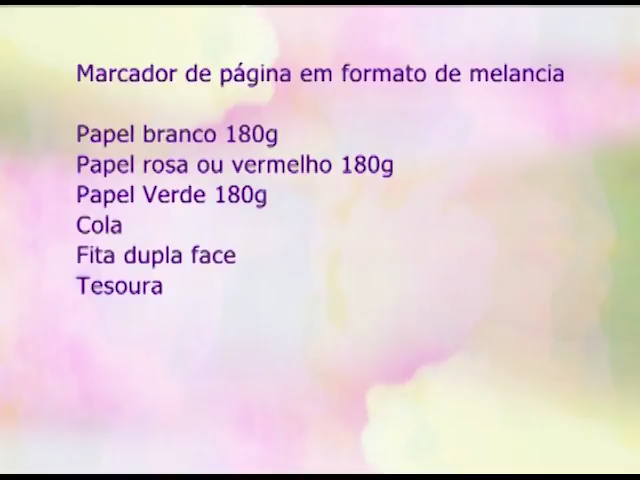 Marcador de página em formato de melancia
Papel branco 180g
Papel rosa ou vermelho 180g
Papel Verde 180g
Cola
Fita dupla face
Tesoura